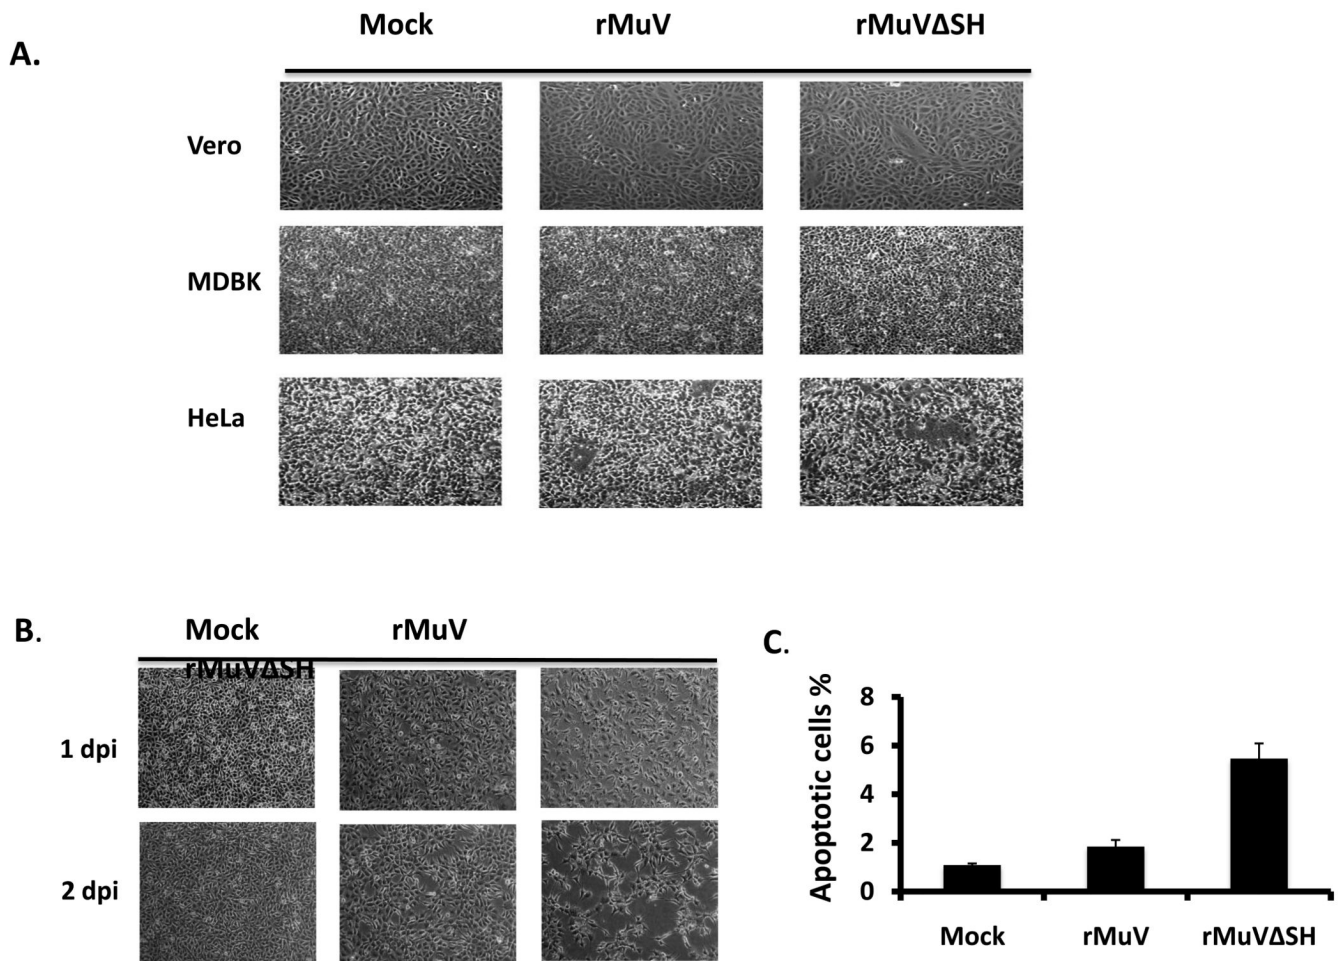 A.
Mock rMuV rMuVΔSH
Vero
MDBK
HeLa
B.
Mock rMuV
rMuVΔSH
1 dpi
2 dpi
C.
Apoptotic cells %
8
6
4
2
0
Mock rMuV rMuVΔSH